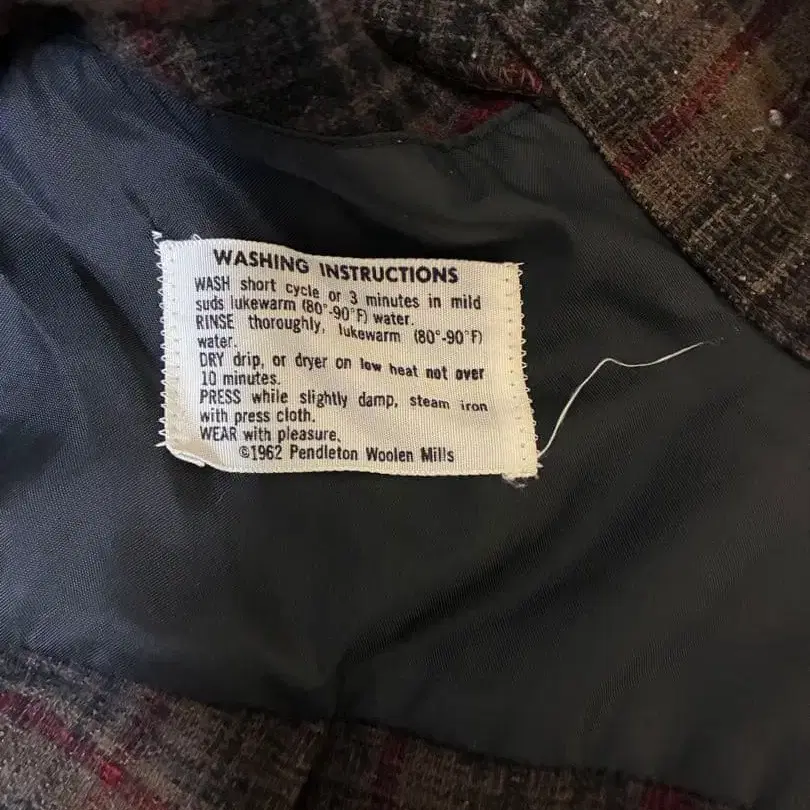 WASHING INSTRUCTIONS
WASH short cycle or 3 minutes in mild
suds lukewarm (80°-90°F) water.
RINSE thoroughly, lukewarm (80°-90°F)
water.
DRY drip, or dryer on low heat not over
10 minutes.
PRESS while slightly damp, steam iron
with press cloth.
WEAR with pleasure.
©1962 Pendleton Woolen Mills